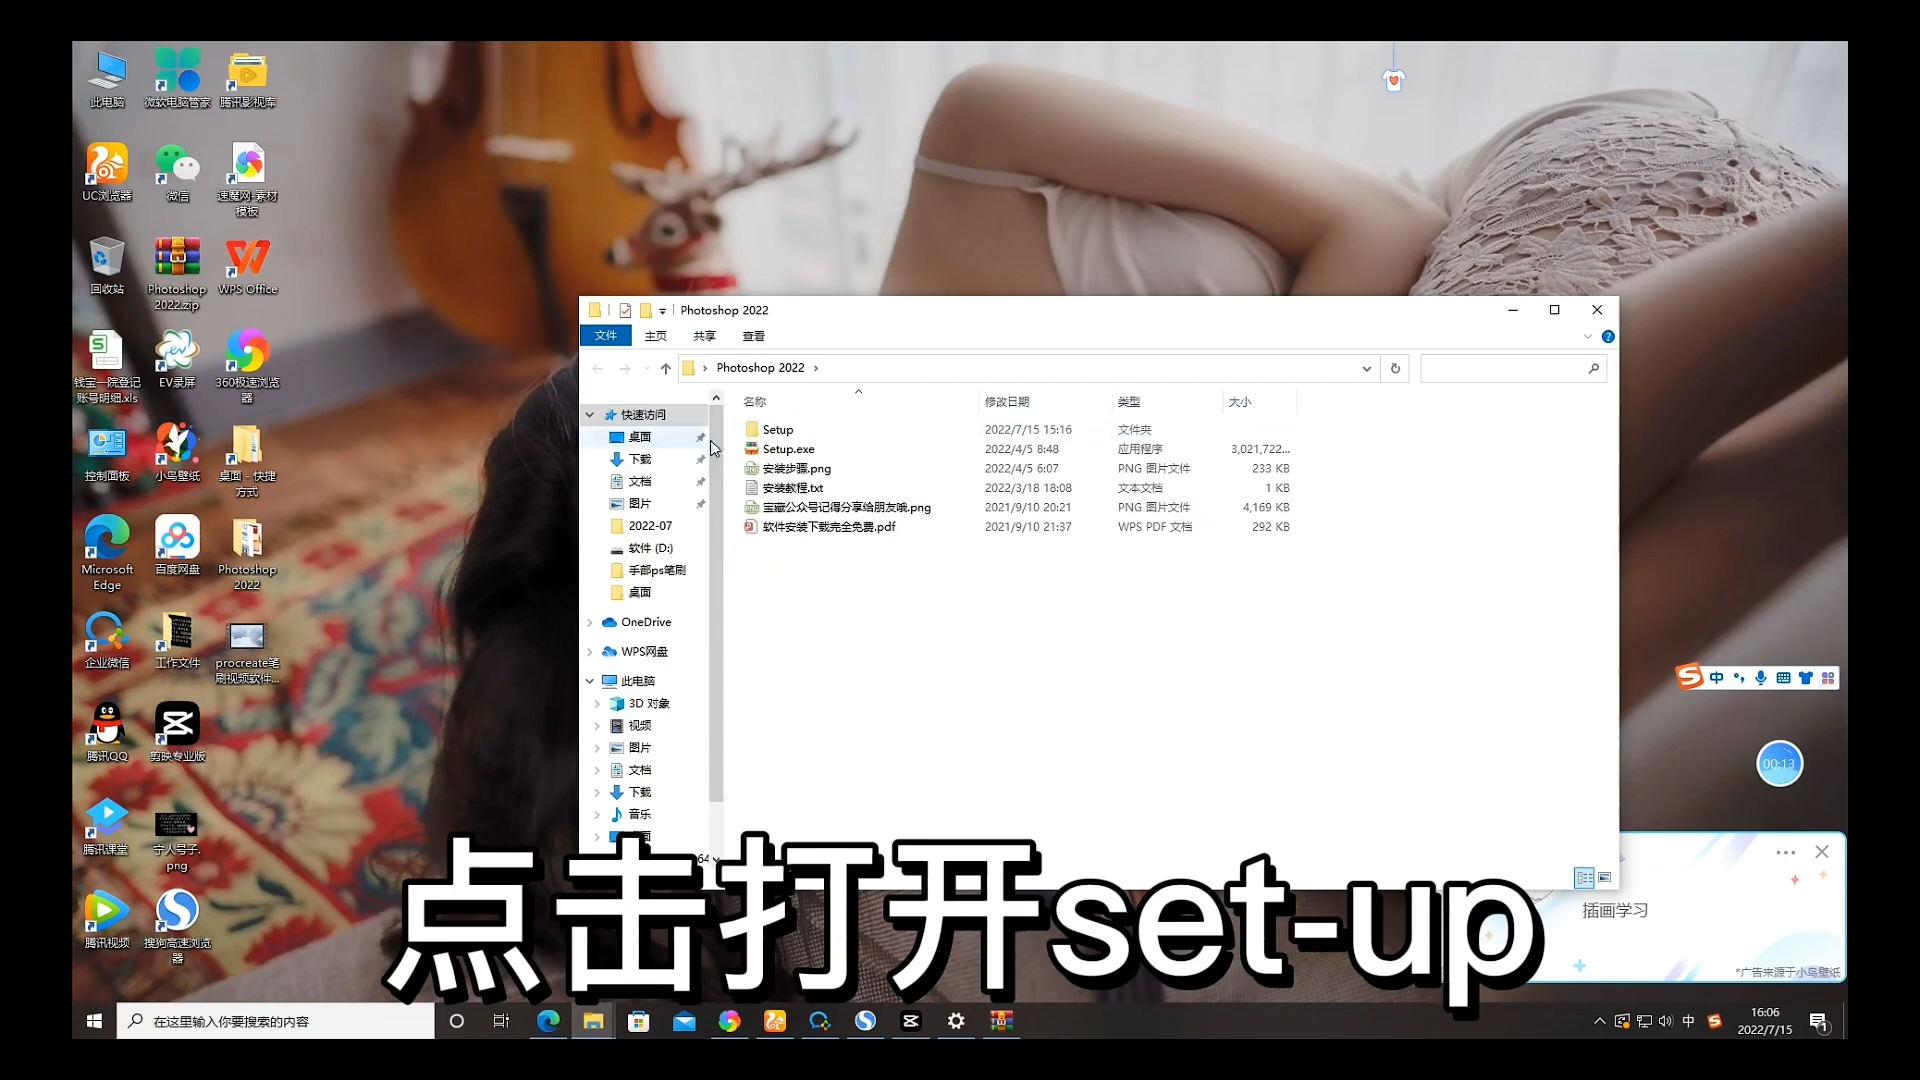 此电脑
微软电脑管家
腾讯影视库
UC浏览器
微信
速魔网-素材
模板
回收站
Photoshop
2022.zip
WPS Office
钱宝一院登记
账号明细.xls
EV录屏
360极速浏览
器
控制面板
小鸟壁纸
桌面 - 快捷
方式
Microsoft
Edge
百度网盘
Photoshop
2022
企业微信
工作文件
procreate笔
刷视频软件...
腾讯QQ
剪映专业版
腾讯课堂
宁人号子.
png
腾讯视频
搜狗高速浏览
器
Photoshop 2022
文件 主页 共享 查看
Photoshop 2022
名称 修改日期 类型 大小
Setup 2022/7/15 15:16 文件夹
Setup.exe 2022/4/5 8:48 应用程序 3,021,722...
安装步骤.png 2022/4/5 6:07 PNG 图片文件 233 KB
安装教程.txt 2022/3/18 18:08 文本文档 1 KB
宝藏公众号记得分享给朋友哦.png 2021/9/10 20:21 PNG 图片文件 4,169 KB
软件安装下载完全免费.pdf 2021/9/10 21:37 WPS PDF 文档 292 KB
快速访问
桌面
下载
文档
图片
2022-07
软件 (D:)
手部ps笔刷
桌面
OneDrive
WPS网盘
此电脑
3D 对象
视频
图片
文档
下载
音乐
中
00:13
插画学习
*广告来源于小鸟壁纸
点击打开set-up
在这里输入你要搜索的内容
中
16:06
2022/7/15
1